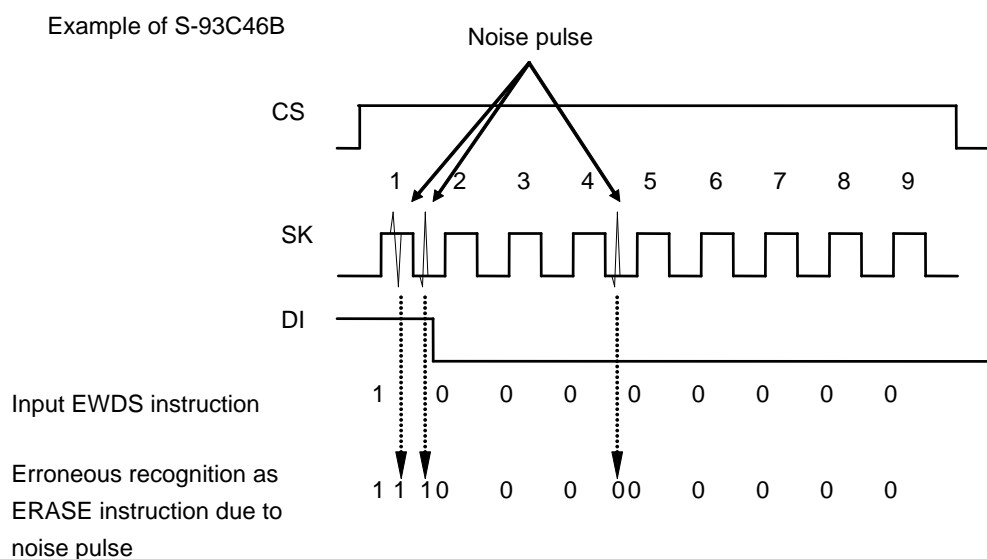 Example of S-93C46B
Noise pulse
CS
1 2 3 4 5 6 7 8 9
SK
DI
Input EWDS instruction
1 0 0 0 0 0 0 0 0
Erroneous recognition as
ERASE instruction due to
noise pulse
1 1 1 0 0 0 0 0 0 0 0 0